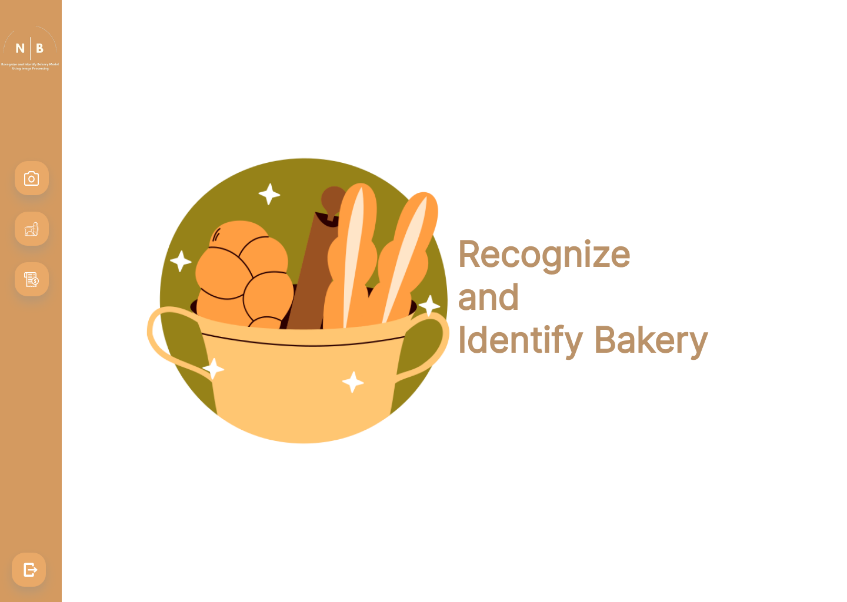 N B
Recognize
and
Identify Bakery